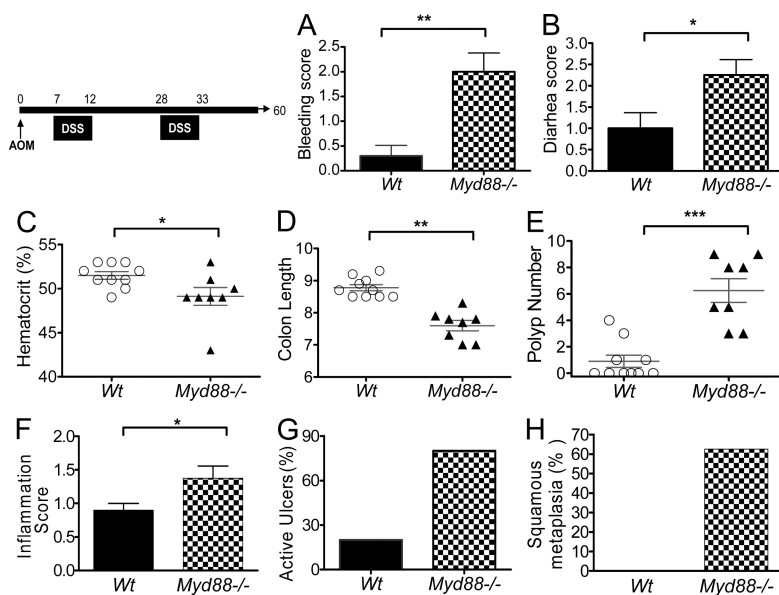 0 7 12 28 33 60
DSS DSS
AOM
A
Bleeding score
2.5
2.0
1.5
1.0
0.5
0.0
**
Wt Myd88-/-
B
Diarhea score
3.0
2.5
2.0
1.5
1.0
0.5
0.0
*
Wt Myd88-/-
C
Hematocrit (%)
53
50
40
*
Wt Myd88-/-
D
Colon Length
10
9
8
7
6
**
Wt Myd88-/-
E
Polyp Number
10
8
6
4
2
0
***
Wt Myd88-/-
F
Inflammation
Score
2.0
1.5
1.0
0.5
0.0
*
Wt Myd88-/-
G
Active Ulcers(%)
90
60
30
0
Wt Myd88-/-
H
Squamous
metaplasia (%)
70
60
50
40
30
20
10
0
Wt Myd88-/-